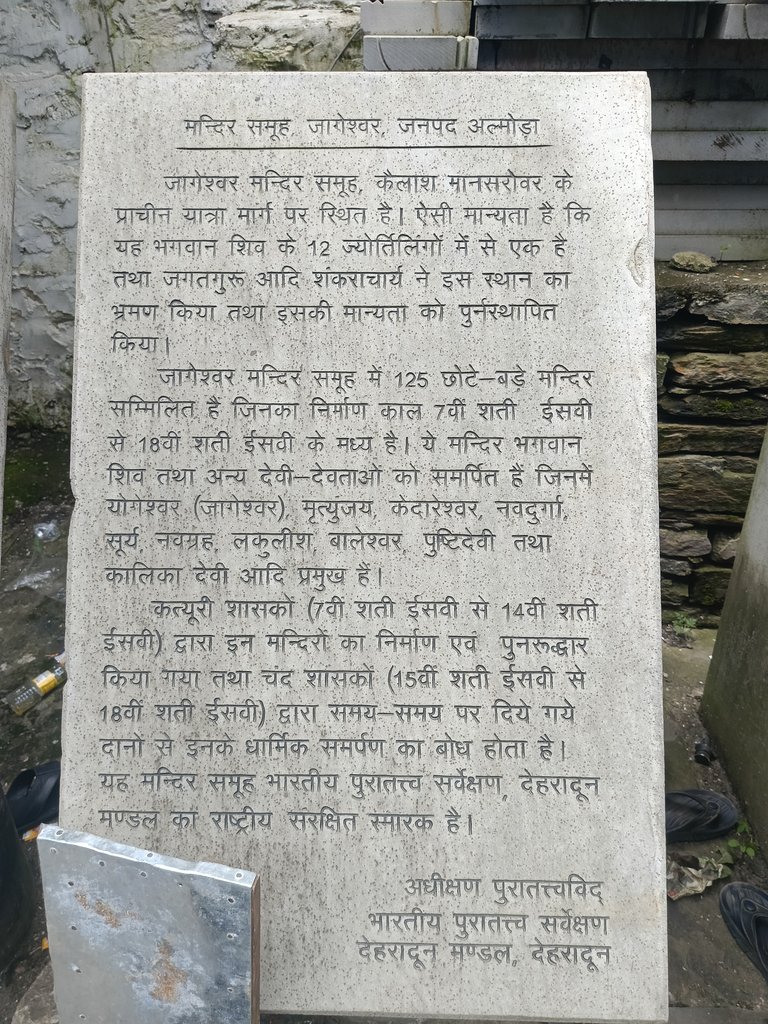 मन्दिर समूह, जागेश्वर, जनपद अल्मोड़ा
जागेश्वर मन्दिर समूह, कैलाश मानसरोवर के
प्राचीन यात्रा मार्ग पर स्थित है। ऐसी मान्यता है कि
यह भगवान शिव के 12 ज्योर्तिलिंगों में से एक है
तथा जगतगुरू आदि शंकराचार्य ने इस स्थान का
भ्रमण किया तथा इसकी मान्यता को पुर्नस्थापित
किया।
जागेश्वर मन्दिर समूह में 125 छोटे–बड़े मन्दिर
सम्मिलित हैं जिनका निर्माण काल 7वीं शती ईसवी
से 18वीं शती ईसवी के मध्य है। ये मन्दिर भगवान
शिव तथा अन्य देवी–देवताओं को समर्पित हैं जिनमें
योगेश्वर (जागेश्वर), मृत्युंजय, केदारेश्वर, नवदुर्गा,
सूर्य, नवग्रह, लकुलीश, बालेश्वर, पुष्टिदेवी तथा
कालिका देवी आदि प्रमुख हैं।
कत्यूरी शासकों (7वीं शती ईसवी से 14वीं शती
ईसवी) द्वारा इन मन्दिरों का निर्माण एवं पुनरूद्धार
किया गया तथा चंद शासकों (15वीं शती ईसवी से
18वीं शती ईसवी) द्वारा समय–समय पर दिये गये
दानों से इनके धार्मिक समर्पण का बोध होता है।
यह मन्दिर समूह भारतीय पुरातत्त्व सर्वेक्षण, देहरादून
मण्डल का राष्ट्रीय संरक्षित स्मारक है।
अधीक्षण पुरातत्त्वविद्
भारतीय पुरातत्त्व सर्वेक्षण
देहरादून मण्डल, देहरादून